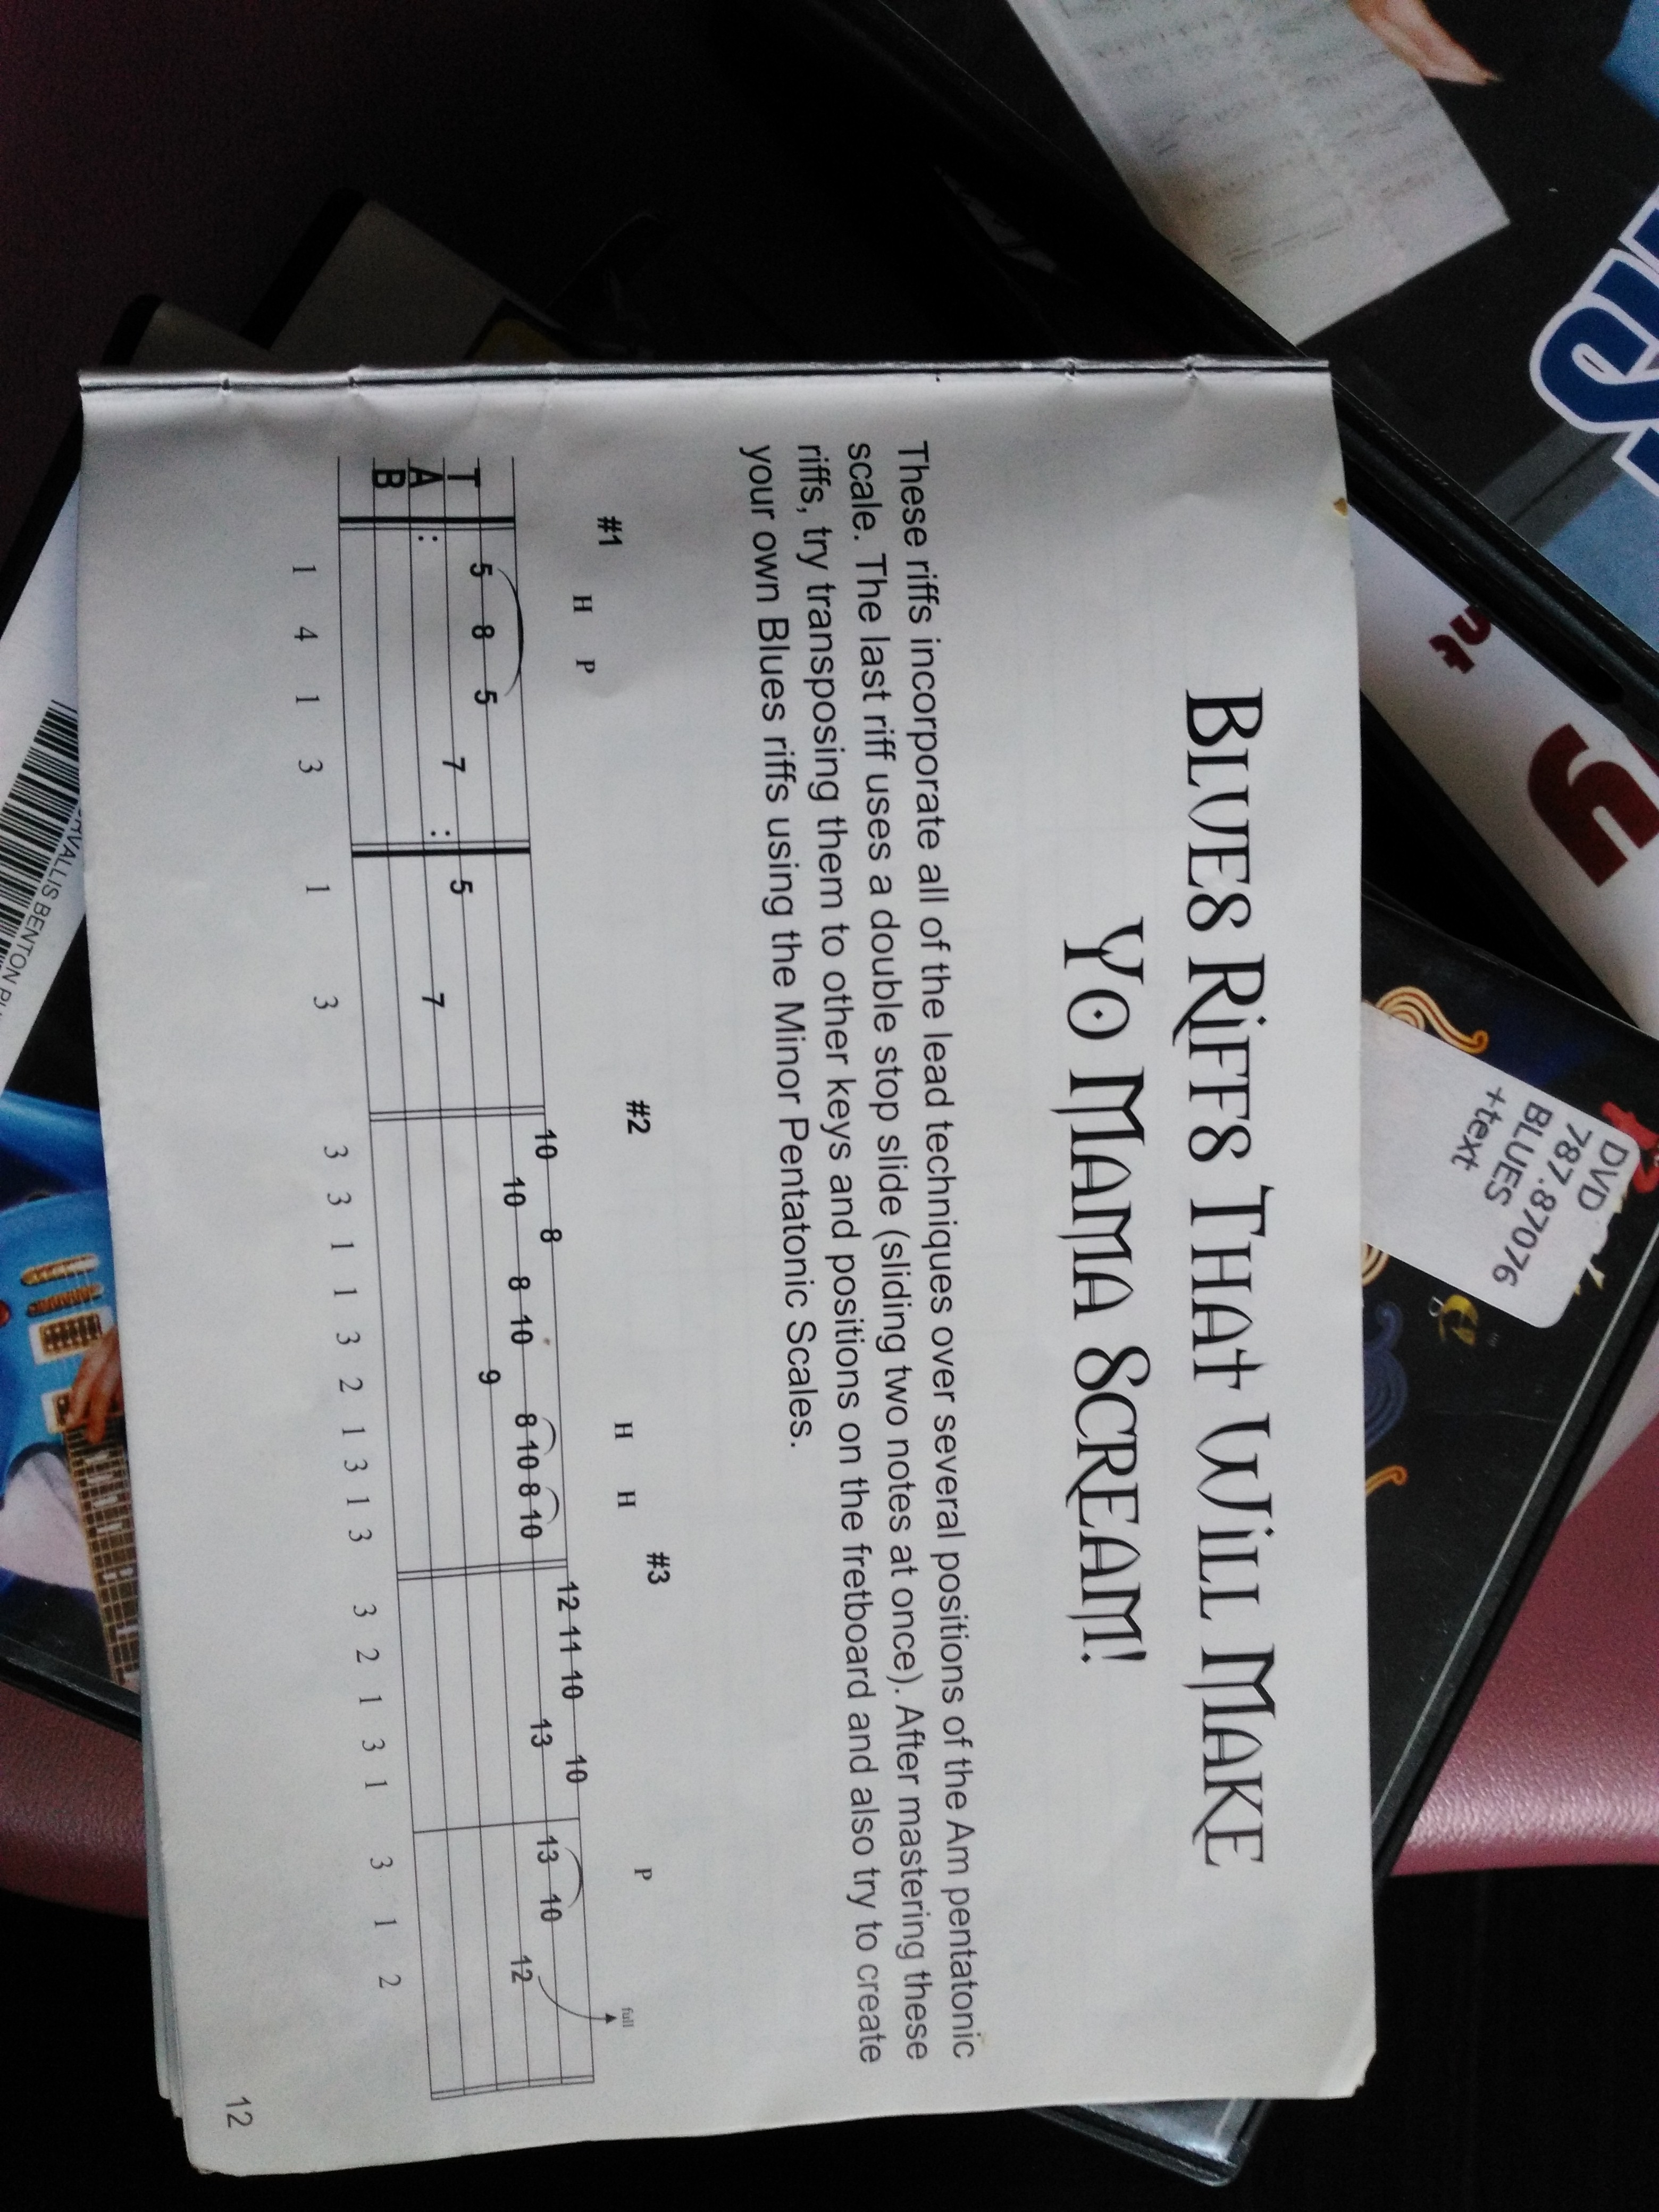 BLUES RIFFS THAT WILL MAKE
YO MAMA SCREAM!
These riffs incorporate all of the lead techniques over several positions of the Am pentatonic
scale. The last riff uses a double stop slide (sliding two notes at once). After mastering these
riffs, try transposing them to other keys and positions on the fretboard and also try to create
your own Blues riffs using the Minor Pentatonic Scales.
#1 #2 #3
H P H H P full
10 8 12 11 10 10
5 8 5 10 8 10 8 10 8 10 13 13 10
T 7 5 9 12
A 7
B
1 4 1 3 1 3 3 3 1 1 3 2 1 3 1 3 3 2 1 3 1 3 1 2
12
DVD
787.87076
BLUES
+text
nt
y
RVALLIS BENTON